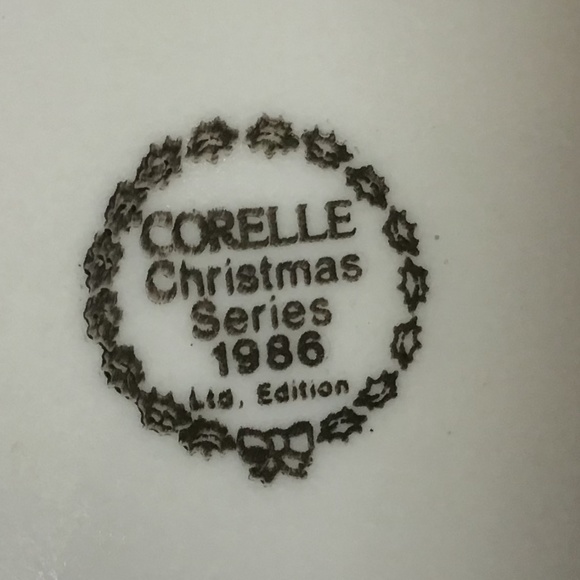 CORELLE
Christmas
Series
1986
Ltd. Edition